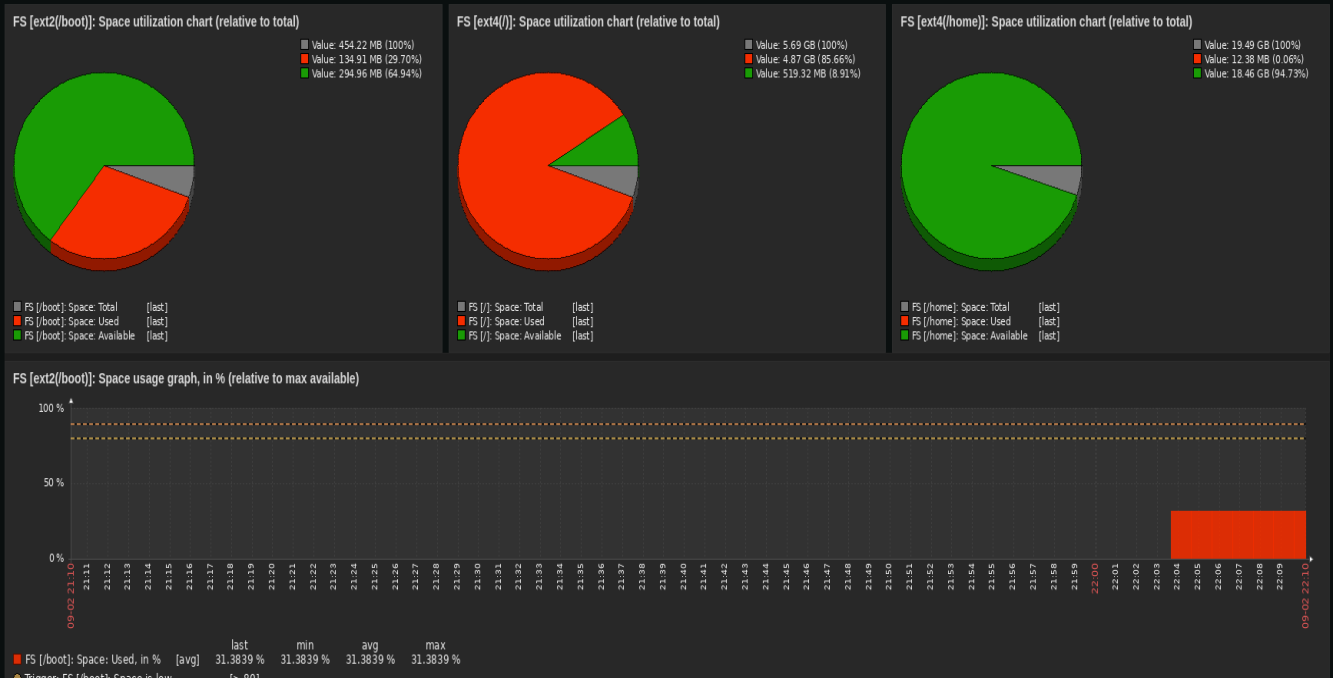 FS [ext2(/boot)]: Space utilization chart (relative to total)
Value: 454.22 MB (100%)
Value: 134.91 MB (29.70%)
Value: 294.96 MB (64.94%)
FS [/boot]: Space: Total [last]
FS [/boot]: Space: Used [last]
FS [/boot]: Space: Available [last]
FS [ext4(/)]: Space utilization chart (relative to total)
Value: 5.69 GB (100%)
Value: 4.87 GB (85.66%)
Value: 519.32 MB (8.91%)
FS [/]: Space: Total [last]
FS [/]: Space: Used [last]
FS [/]: Space: Available [last]
FS [ext4(/home)]: Space utilization chart (relative to total)
Value: 19.49 GB (100%)
Value: 12.38 MB (0.06%)
Value: 18.46 GB (94.73%)
FS [/home]: Space: Total [last]
FS [/home]: Space: Used [last]
FS [/home]: Space: Available [last]
FS [ext2(/boot)]: Space usage graph, in % (relative to max available)
100 %
50 %
0 %
09-02 21:10
21:11
21:12
21:13
21:14
21:15
21:16
21:17
21:18
21:19
21:20
21:21
21:22
21:23
21:24
21:25
21:26
21:27
21:28
21:29
21:30
21:31
21:32
21:33
21:34
21:35
21:36
21:37
21:38
21:39
21:40
21:41
21:42
21:43
21:44
21:45
21:46
21:47
21:48
21:49
21:50
21:51
21:52
21:53
21:54
21:55
21:56
21:57
21:58
21:59
22:00
22:01
22:02
22:03
22:04
22:05
22:06
22:07
22:08
22:09
09-02 22:10
last min avg max
FS [/boot]: Space: Used, in % [avg] 31.3839 % 31.3839 % 31.3839 % 31.3839 %
Trigger: FS [/boot]: Space is low [> 80]